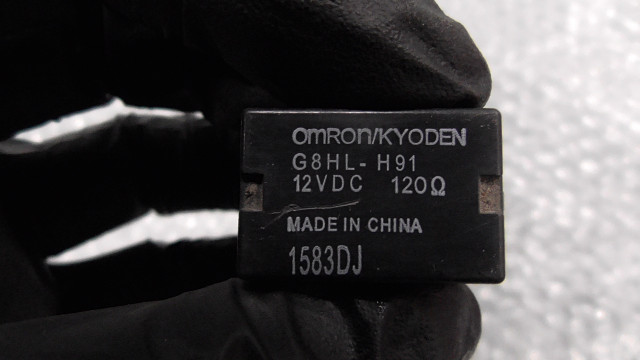 omron/KYODEN
G8HL-H91
12VDC 120Ω
MADE IN CHINA
1583DJ